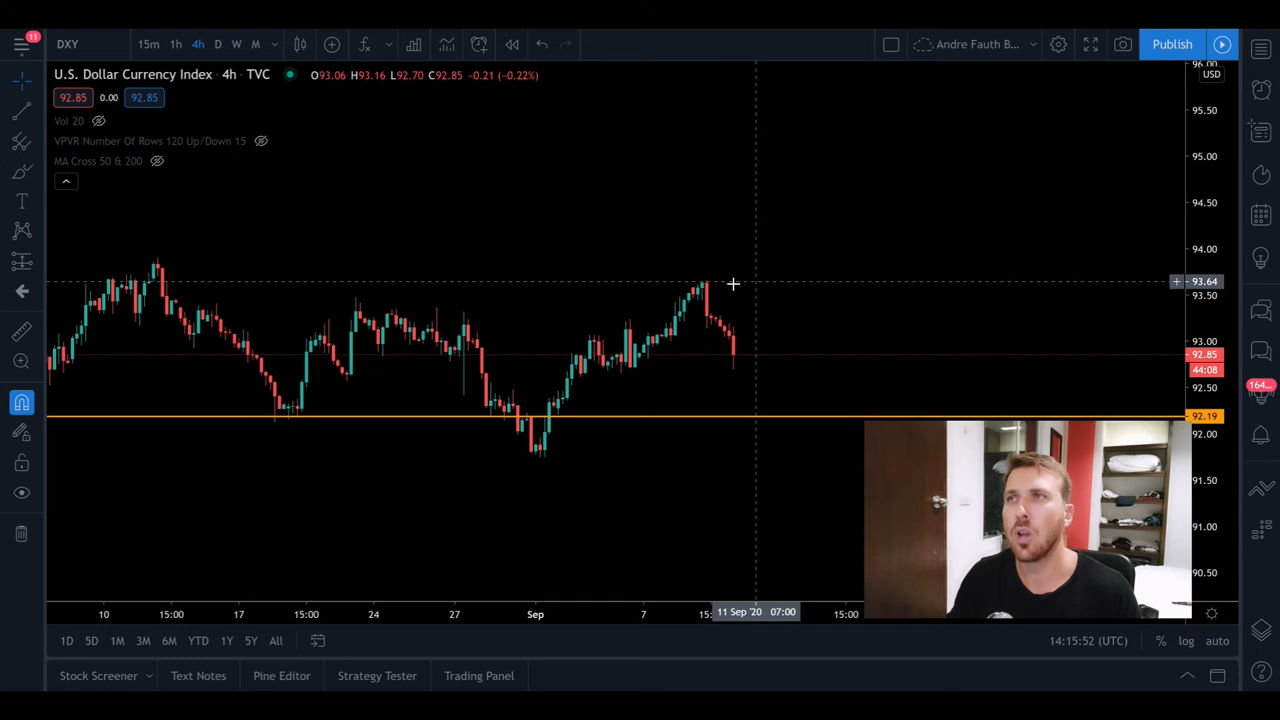 11
DXY
15m 1h 4h D W M
Andre Fauth B...
Publish
U.S. Dollar Currency Index · 4h · TVC
O93.06 H93.16 L92.70 C92.85 −0.21 (−0.22%)
USD
92.85 0.00 92.85
Vol 20
VPVR Number Of Rows 120 Up/Down 15
MA Cross 50 & 200
96.00
95.50
95.00
94.50
94.00
93.64
93.50
93.00
92.85
44:08
92.50
92.19
92.00
91.50
91.00
90.50
164...
10 15:00 17 15:00 24 27 Sep 7 15: 11 Sep '20 07:00 15:00
1D 5D 1M 3M 6M YTD 1Y 5Y All
14:15:52 (UTC) % log auto
Stock Screener Text Notes Pine Editor Strategy Tester Trading Panel